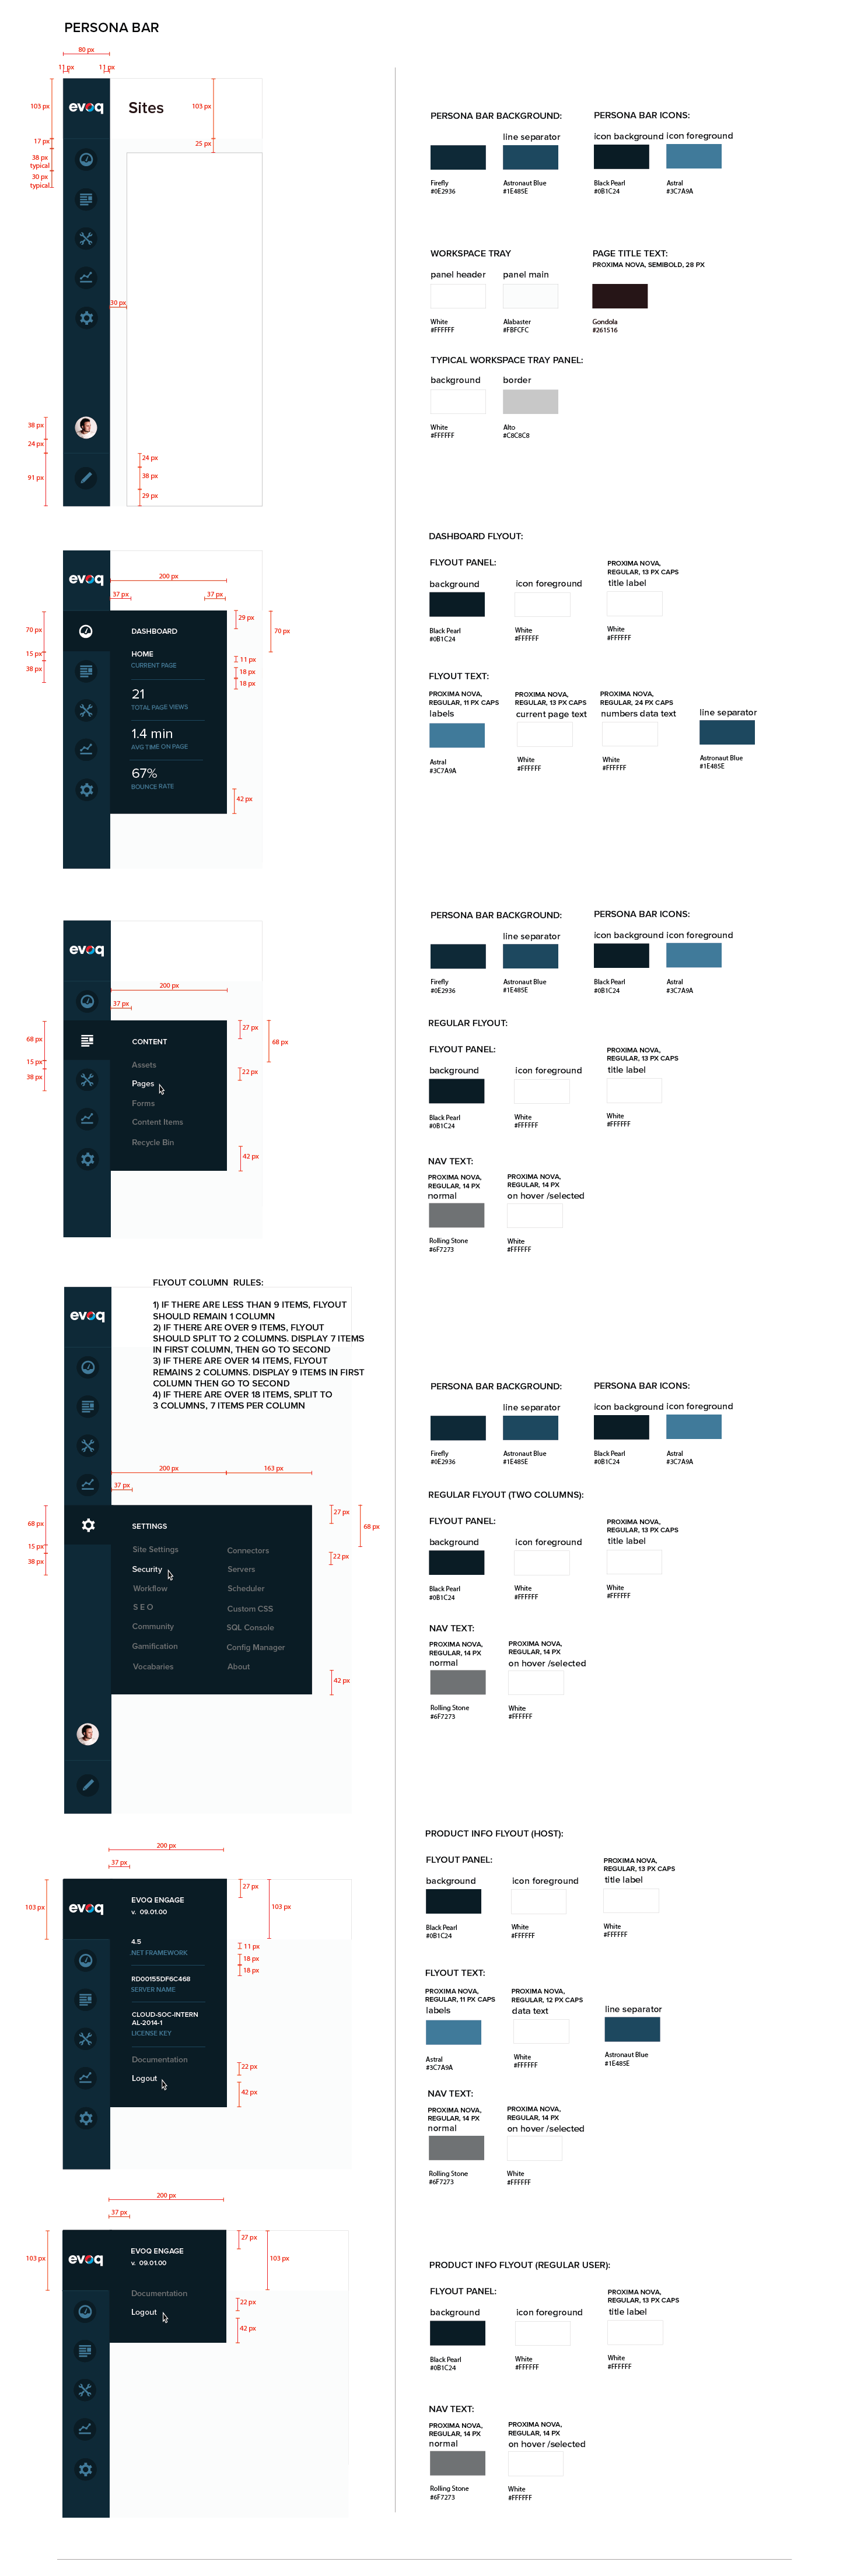 PERSONA BAR
80 px
11 px
11 px
103 px
evoq
Sites
103 px
17 px
25 px
38 px
typical
30 px
typical
30 px
38 px
24 px
91 px
24 px
38 px
29 px
PERSONA BAR BACKGROUND:
line separator
Firefly
#0E2936
Astronaut Blue
#1E485E
PERSONA BAR ICONS:
icon background
icon foreground
Black Pearl
#0B1C24
Astral
#3C7A9A
WORKSPACE TRAY
panel header
panel main
White
#FFFFFF
Alabaster
#FBFCFC
PAGE TITLE TEXT:
PROXIMA NOVA, SEMIBOLD, 28 PX
Gondola
#261516
TYPICAL WORKSPACE TRAY PANEL:
background
border
White
#FFFFFF
Alto
#C8C8C8
evoq
200 px
37 px
37 px
70 px
15 px
38 px
29 px
70 px
11 px
18 px
18 px
42 px
DASHBOARD
HOME
CURRENT PAGE
21
TOTAL PAGE VIEWS
1.4 min
AVG TIME ON PAGE
67%
BOUNCE RATE
DASHBOARD FLYOUT:
FLYOUT PANEL:
background
icon foreground
PROXIMA NOVA,
REGULAR, 13 PX CAPS
title label
Black Pearl
#0B1C24
White
#FFFFFF
White
#FFFFFF
FLYOUT TEXT:
PROXIMA NOVA,
REGULAR, 11 PX CAPS
labels
PROXIMA NOVA,
REGULAR, 13 PX CAPS
current page text
PROXIMA NOVA,
REGULAR, 24 PX CAPS
numbers data text
line separator
Astral
#3C7A9A
White
#FFFFFF
White
#FFFFFF
Astronaut Blue
#1E485E
evoq
200 px
37 px
68 px
15 px
38 px
27 px
68 px
22 px
42 px
CONTENT
Assets
Pages
Forms
Content Items
Recycle Bin
PERSONA BAR BACKGROUND:
line separator
Firefly
#0E2936
Astronaut Blue
#1E485E
PERSONA BAR ICONS:
icon background
icon foreground
Black Pearl
#0B1C24
Astral
#3C7A9A
REGULAR FLYOUT:
FLYOUT PANEL:
background
icon foreground
PROXIMA NOVA,
REGULAR, 13 PX CAPS
title label
Black Pearl
#0B1C24
White
#FFFFFF
White
#FFFFFF
NAV TEXT:
PROXIMA NOVA,
REGULAR, 14 PX
normal
PROXIMA NOVA,
REGULAR, 14 PX
on hover /selected
Rolling Stone
#6F7273
White
#FFFFFF
FLYOUT COLUMN RULES:
1) IF THERE ARE LESS THAN 9 ITEMS, FLYOUT
SHOULD REMAIN 1 COLUMN
2) IF THERE ARE OVER 9 ITEMS, FLYOUT
SHOULD SPLIT TO 2 COLUMNS. DISPLAY 7 ITEMS
IN FIRST COLUMN, THEN GO TO SECOND
3) IF THERE ARE OVER 14 ITEMS, FLYOUT
REMAINS 2 COLUMNS. DISPLAY 9 ITEMS IN FIRST
COLUMN THEN GO TO SECOND
4) IF THERE ARE OVER 18 ITEMS, SPLIT TO
3 COLUMNS, 7 ITEMS PER COLUMN
evoq
200 px
163 px
37 px
68 px
15 px
38 px
27 px
68 px
22 px
42 px
SETTINGS
Site Settings
Security
Workflow
S E O
Community
Gamification
Vocabaries
Connectors
Servers
Scheduler
Custom CSS
SQL Console
Config Manager
About
PERSONA BAR BACKGROUND:
line separator
Firefly
#0E2936
Astronaut Blue
#1E485E
PERSONA BAR ICONS:
icon background
icon foreground
Black Pearl
#0B1C24
Astral
#3C7A9A
REGULAR FLYOUT (TWO COLUMNS):
FLYOUT PANEL:
background
icon foreground
PROXIMA NOVA,
REGULAR, 13 PX CAPS
title label
Black Pearl
#0B1C24
White
#FFFFFF
White
#FFFFFF
NAV TEXT:
PROXIMA NOVA,
REGULAR, 14 PX
normal
PROXIMA NOVA,
REGULAR, 14 PX
on hover /selected
Rolling Stone
#6F7273
White
#FFFFFF
200 px
37 px
103 px
evoq
27 px
103 px
11 px
18 px
18 px
22 px
42 px
EVOQ ENGAGE
v. 09.01.00
4.5
.NET FRAMEWORK
RD00155DF6C468
SERVER NAME
CLOUD-SOC-INTERN
AL-2014-1
LICENSE KEY
Documentation
Logout
PRODUCT INFO FLYOUT (HOST):
FLYOUT PANEL:
background
icon foreground
PROXIMA NOVA,
REGULAR, 13 PX CAPS
title label
Black Pearl
#0B1C24
White
#FFFFFF
White
#FFFFFF
FLYOUT TEXT:
PROXIMA NOVA,
REGULAR, 11 PX CAPS
labels
PROXIMA NOVA,
REGULAR, 12 PX CAPS
data text
line separator
Astral
#3C7A9A
White
#FFFFFF
Astronaut Blue
#1E485E
NAV TEXT:
PROXIMA NOVA,
REGULAR, 14 PX
normal
PROXIMA NOVA,
REGULAR, 14 PX
on hover /selected
Rolling Stone
#6F7273
White
#FFFFFF
200 px
37 px
103 px
evoq
27 px
103 px
22 px
42 px
EVOQ ENGAGE
v. 09.01.00
Documentation
Logout
PRODUCT INFO FLYOUT (REGULAR USER):
FLYOUT PANEL:
background
icon foreground
PROXIMA NOVA,
REGULAR, 13 PX CAPS
title label
Black Pearl
#0B1C24
White
#FFFFFF
White
#FFFFFF
NAV TEXT:
PROXIMA NOVA,
REGULAR, 14 PX
normal
PROXIMA NOVA,
REGULAR, 14 PX
on hover /selected
Rolling Stone
#6F7273
White
#FFFFFF